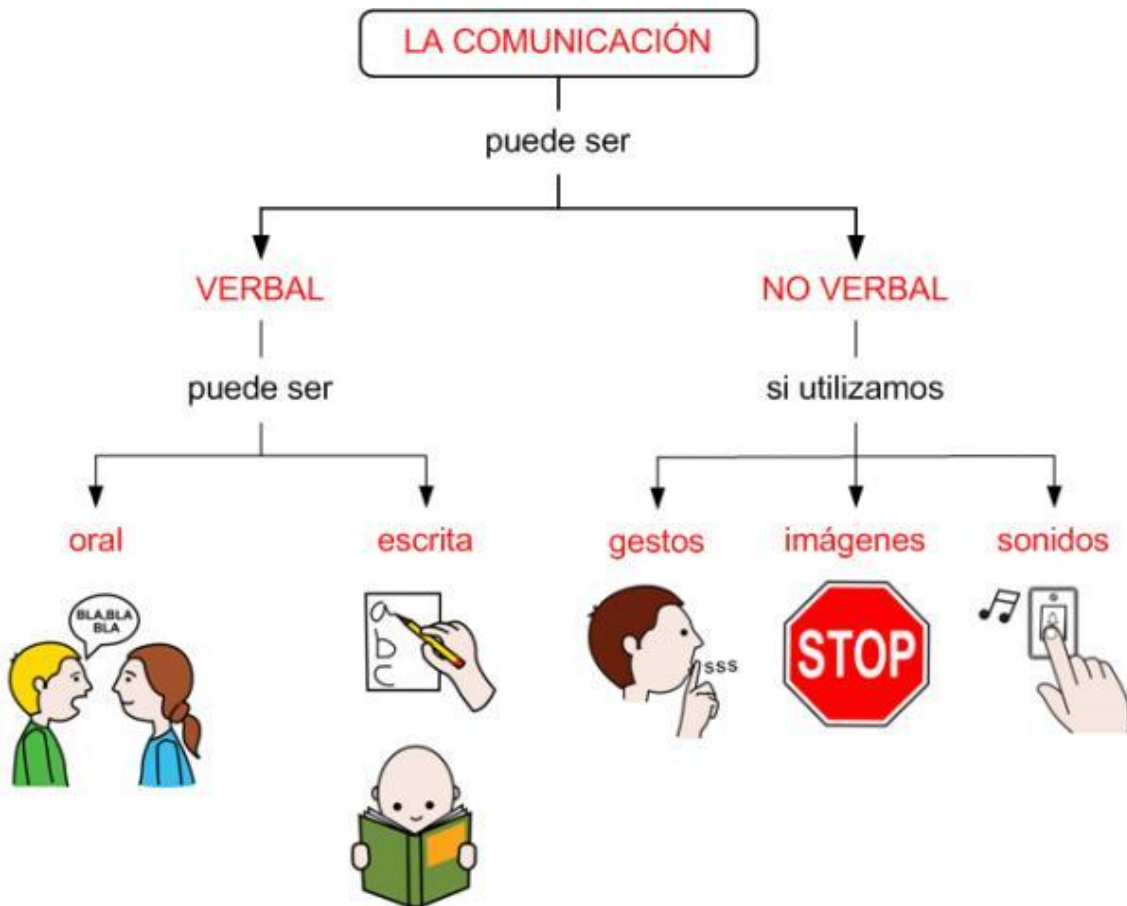 LA COMUNICACIÓN
puede ser
VERBAL
NO VERBAL
puede ser
si utilizamos
oral
escrita
gestos
imágenes
sonidos
BLA,BLA
BLA
a
b
c
sss
STOP